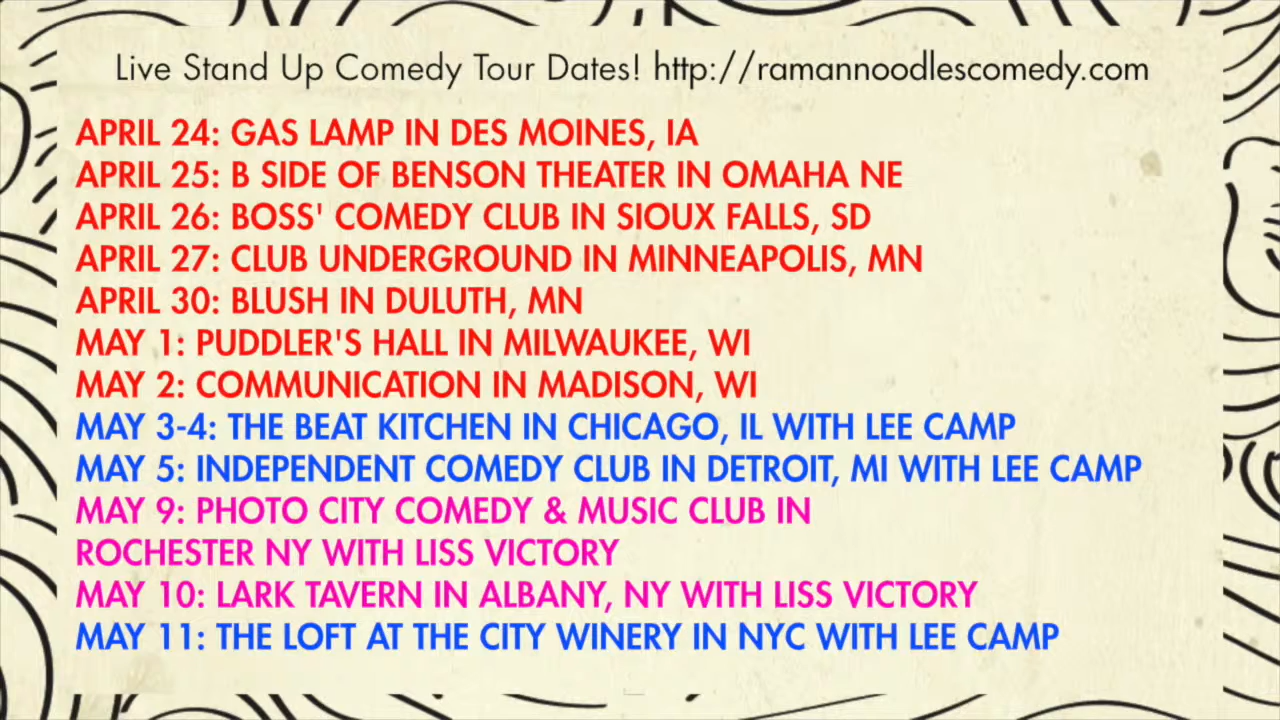 Live Stand Up Comedy Tour Dates! http://ramannoodlescomedy.com
APRIL 24: GAS LAMP IN DES MOINES, IA
APRIL 25: B SIDE OF BENSON THEATER IN OMAHA NE
APRIL 26: BOSS' COMEDY CLUB IN SIOUX FALLS, SD
APRIL 27: CLUB UNDERGROUND IN MINNEAPOLIS, MN
APRIL 30: BLUSH IN DULUTH, MN
MAY 1: PUDDLER'S HALL IN MILWAUKEE, WI
MAY 2: COMMUNICATION IN MADISON, WI
MAY 3-4: THE BEAT KITCHEN IN CHICAGO, IL WITH LEE CAMP
MAY 5: INDEPENDENT COMEDY CLUB IN DETROIT, MI WITH LEE CAMP
MAY 9: PHOTO CITY COMEDY & MUSIC CLUB IN
ROCHESTER NY WITH LISS VICTORY
MAY 10: LARK TAVERN IN ALBANY, NY WITH LISS VICTORY
MAY 11: THE LOFT AT THE CITY WINERY IN NYC WITH LEE CAMP